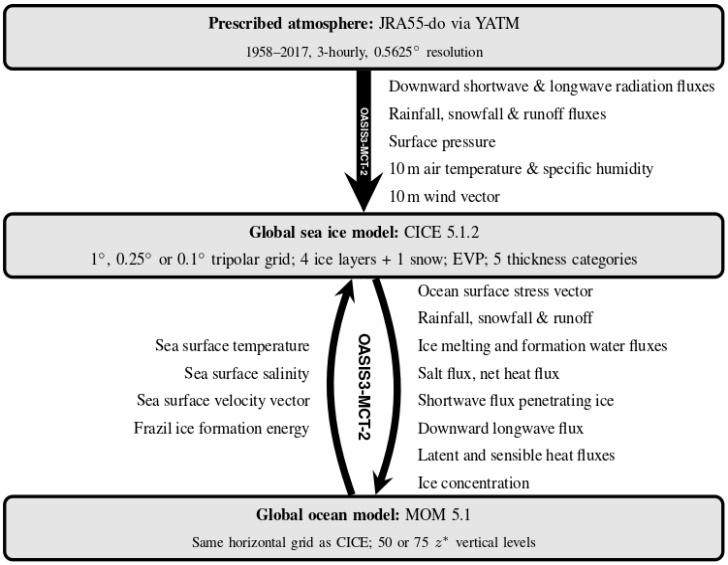 Prescribed atmosphere: JRA55-do via YATM
1958–2017, 3-hourly, 0.5625° resolution
OASIS3-MCT-2
Downward shortwave & longwave radiation fluxes
Rainfall, snowfall & runoff fluxes
Surface pressure
10 m air temperature & specific humidity
10 m wind vector
Global sea ice model: CICE 5.1.2
1°, 0.25° or 0.1° tripolar grid; 4 ice layers + 1 snow; EVP; 5 thickness categories
Sea surface temperature
Sea surface salinity
Sea surface velocity vector
Frazil ice formation energy
OASIS3-MCT-2
Ocean surface stress vector
Rainfall, snowfall & runoff
Ice melting and formation water fluxes
Salt flux, net heat flux
Shortwave flux penetrating ice
Downward longwave flux
Latent and sensible heat fluxes
Ice concentration
Global ocean model: MOM 5.1
Same horizontal grid as CICE; 50 or 75 z* vertical levels